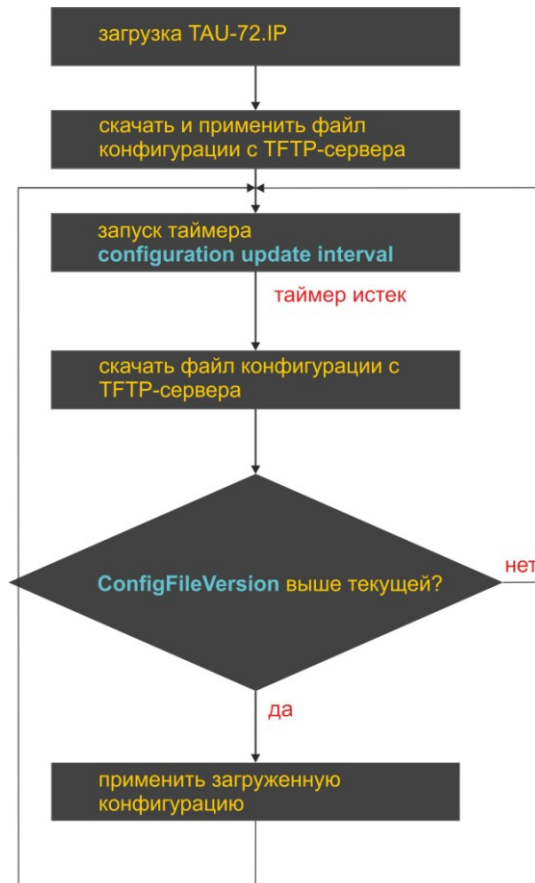 загрузка TAU-72.IP
скачать и применить файл
конфигурации с TFTP-сервера
запуск таймера
configuration update interval
таймер истек
скачать файл конфигурации с
TFTP-сервера
ConfigFileVersion выше текущей?
нет
да
применить загруженную
конфигурацию